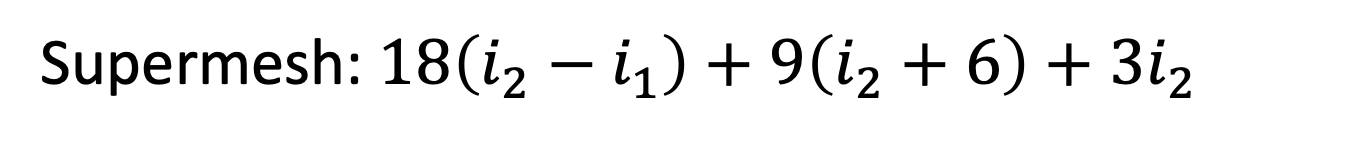 Supermesh: 18(i₂ − i₁) + 9(i₂ + 6) + 3i₂